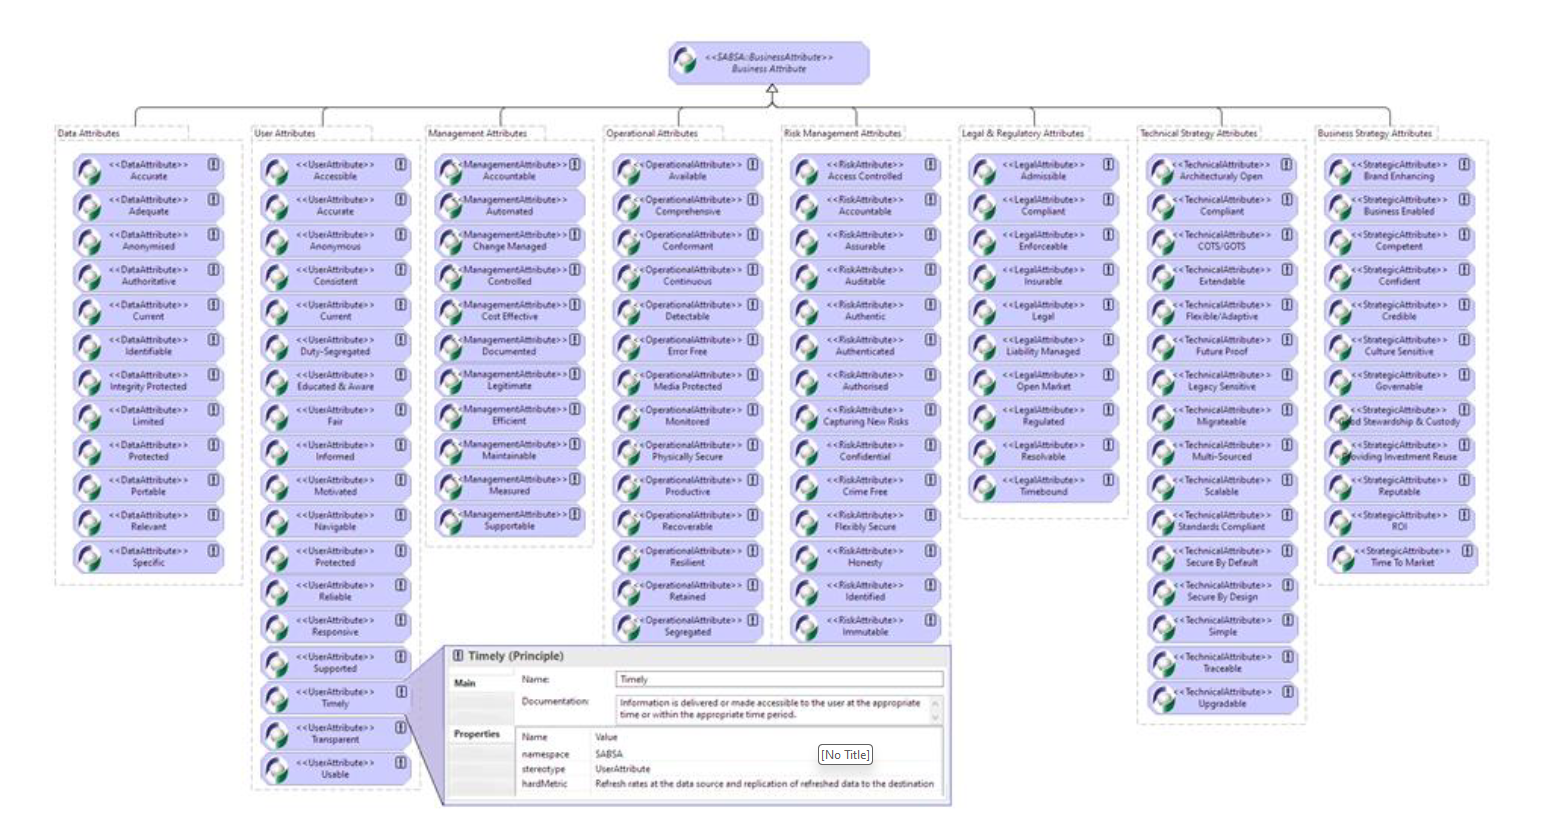 <<SABSA::BusinessAttribute>>
Business Attribute
Data Attributes
<<DataAttribute>>
Accurate
<<DataAttribute>>
Adequate
<<DataAttribute>>
Anonymised
<<DataAttribute>>
Authoritative
<<DataAttribute>>
Current
<<DataAttribute>>
Identifiable
<<DataAttribute>>
Integrity Protected
<<DataAttribute>>
Limited
<<DataAttribute>>
Protected
<<DataAttribute>>
Portable
<<DataAttribute>>
Relevant
<<DataAttribute>>
Specific
User Attributes
<<UserAttribute>>
Accessible
<<UserAttribute>>
Accurate
<<UserAttribute>>
Anonymous
<<UserAttribute>>
Consistent
<<UserAttribute>>
Current
<<UserAttribute>>
Duty-Segregated
<<UserAttribute>>
Educated & Aware
<<UserAttribute>>
Fair
<<UserAttribute>>
Informed
<<UserAttribute>>
Motivated
<<UserAttribute>>
Navigable
<<UserAttribute>>
Protected
<<UserAttribute>>
Reliable
<<UserAttribute>>
Responsive
<<UserAttribute>>
Supported
<<UserAttribute>>
Timely
<<UserAttribute>>
Transparent
<<UserAttribute>>
Usable
Management Attributes
<ManagementAttribute>>
Accountable
<ManagementAttribute>>
Automated
<ManagementAttribute>>
Change Managed
<ManagementAttribute>>
Controlled
<ManagementAttribute>>
Cost Effective
<ManagementAttribute>>
Documented
<ManagementAttribute>>
Legitimate
<ManagementAttribute>>
Efficient
<ManagementAttribute>>
Maintainable
<ManagementAttribute>>
Measured
<ManagementAttribute>>
Supportable
Operational Attributes
<<OperationalAttribute>>
Available
<<OperationalAttribute>>
Comprehensive
<<OperationalAttribute>>
Conformant
<<OperationalAttribute>>
Continuous
<<OperationalAttribute>>
Detectable
<<OperationalAttribute>>
Error Free
<<OperationalAttribute>>
Media Protected
<<OperationalAttribute>>
Monitored
<<OperationalAttribute>>
Physically Secure
<<OperationalAttribute>>
Productive
<<OperationalAttribute>>
Recoverable
<<OperationalAttribute>>
Resilient
<<OperationalAttribute>>
Retained
<<OperationalAttribute>>
Segregated
Risk Management Attributes
<<RiskAttribute>>
Access Controlled
<<RiskAttribute>>
Accountable
<<RiskAttribute>>
Assurable
<<RiskAttribute>>
Auditable
<<RiskAttribute>>
Authentic
<<RiskAttribute>>
Authenticated
<<RiskAttribute>>
Authorised
<<RiskAttribute>>
Capturing New Risks
<<RiskAttribute>>
Confidential
<<RiskAttribute>>
Crime Free
<<RiskAttribute>>
Flexibly Secure
<<RiskAttribute>>
Honesty
<<RiskAttribute>>
Identified
<<RiskAttribute>>
Immutable
Legal & Regulatory Attributes
<<LegalAttribute>>
Admissible
<<LegalAttribute>>
Compliant
<<LegalAttribute>>
Enforceable
<<LegalAttribute>>
Insurable
<<LegalAttribute>>
Legal
<<LegalAttribute>>
Liability Managed
<<LegalAttribute>>
Open Market
<<LegalAttribute>>
Regulated
<<LegalAttribute>>
Resolvable
<<LegalAttribute>>
Timebound
Technical Strategy Attributes
<<TechnicalAttribute>>
Architecturaly Open
<<TechnicalAttribute>>
Compliant
<<TechnicalAttribute>>
COTS/GOTS
<<TechnicalAttribute>>
Extendable
<<TechnicalAttribute>>
Flexible/Adaptive
<<TechnicalAttribute>>
Future Proof
<<TechnicalAttribute>>
Legacy Sensitive
<<TechnicalAttribute>>
Migrateable
<<TechnicalAttribute>>
Multi-Sourced
<<TechnicalAttribute>>
Scalable
<<TechnicalAttribute>>
Standards Compliant
<<TechnicalAttribute>>
Secure By Default
<<TechnicalAttribute>>
Secure By Design
<<TechnicalAttribute>>
Simple
<<TechnicalAttribute>>
Traceable
<<TechnicalAttribute>>
Upgradable
Business Strategy Attributes
<<StrategicAttribute>>
Brand Enhancing
<<StrategicAttribute>>
Business Enabled
<<StrategicAttribute>>
Competent
<<StrategicAttribute>>
Confident
<<StrategicAttribute>>
Credible
<<StrategicAttribute>>
Culture Sensitive
<<StrategicAttribute>>
Governable
<<StrategicAttribute>>
Good Stewardship & Custody
<<StrategicAttribute>>
Providing Investment Reuse
<<StrategicAttribute>>
Reputable
<<StrategicAttribute>>
ROI
<<StrategicAttribute>>
Time To Market
Timely (Principle)
Main
Name:
Timely
Documentation:
Information is delivered or made accessible to the user at the appropriate
time or within the appropriate time period.
Properties
Name Value
namespace SABSA
stereotype UserAttribute
hardMetric Refresh rates at the data source and replication of refreshed data to the destination
[No Title]